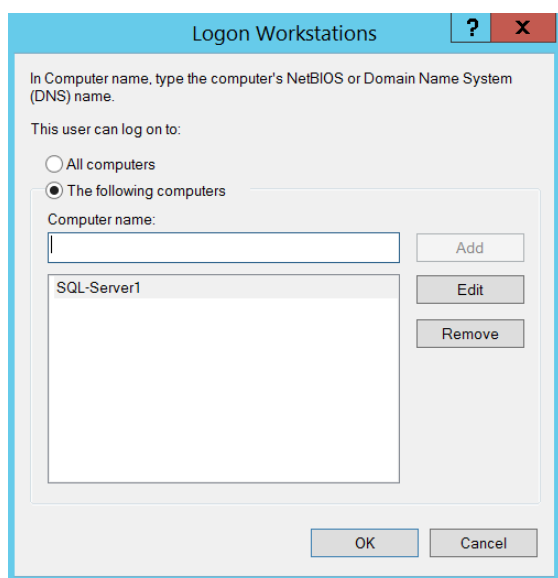 Logon Workstations
? X
In Computer name, type the computer's NetBIOS or Domain Name System
(DNS) name.
This user can log on to:
All computers
The following computers
Computer name:
Add
SQL-Server1
Edit
Remove
OK
Cancel